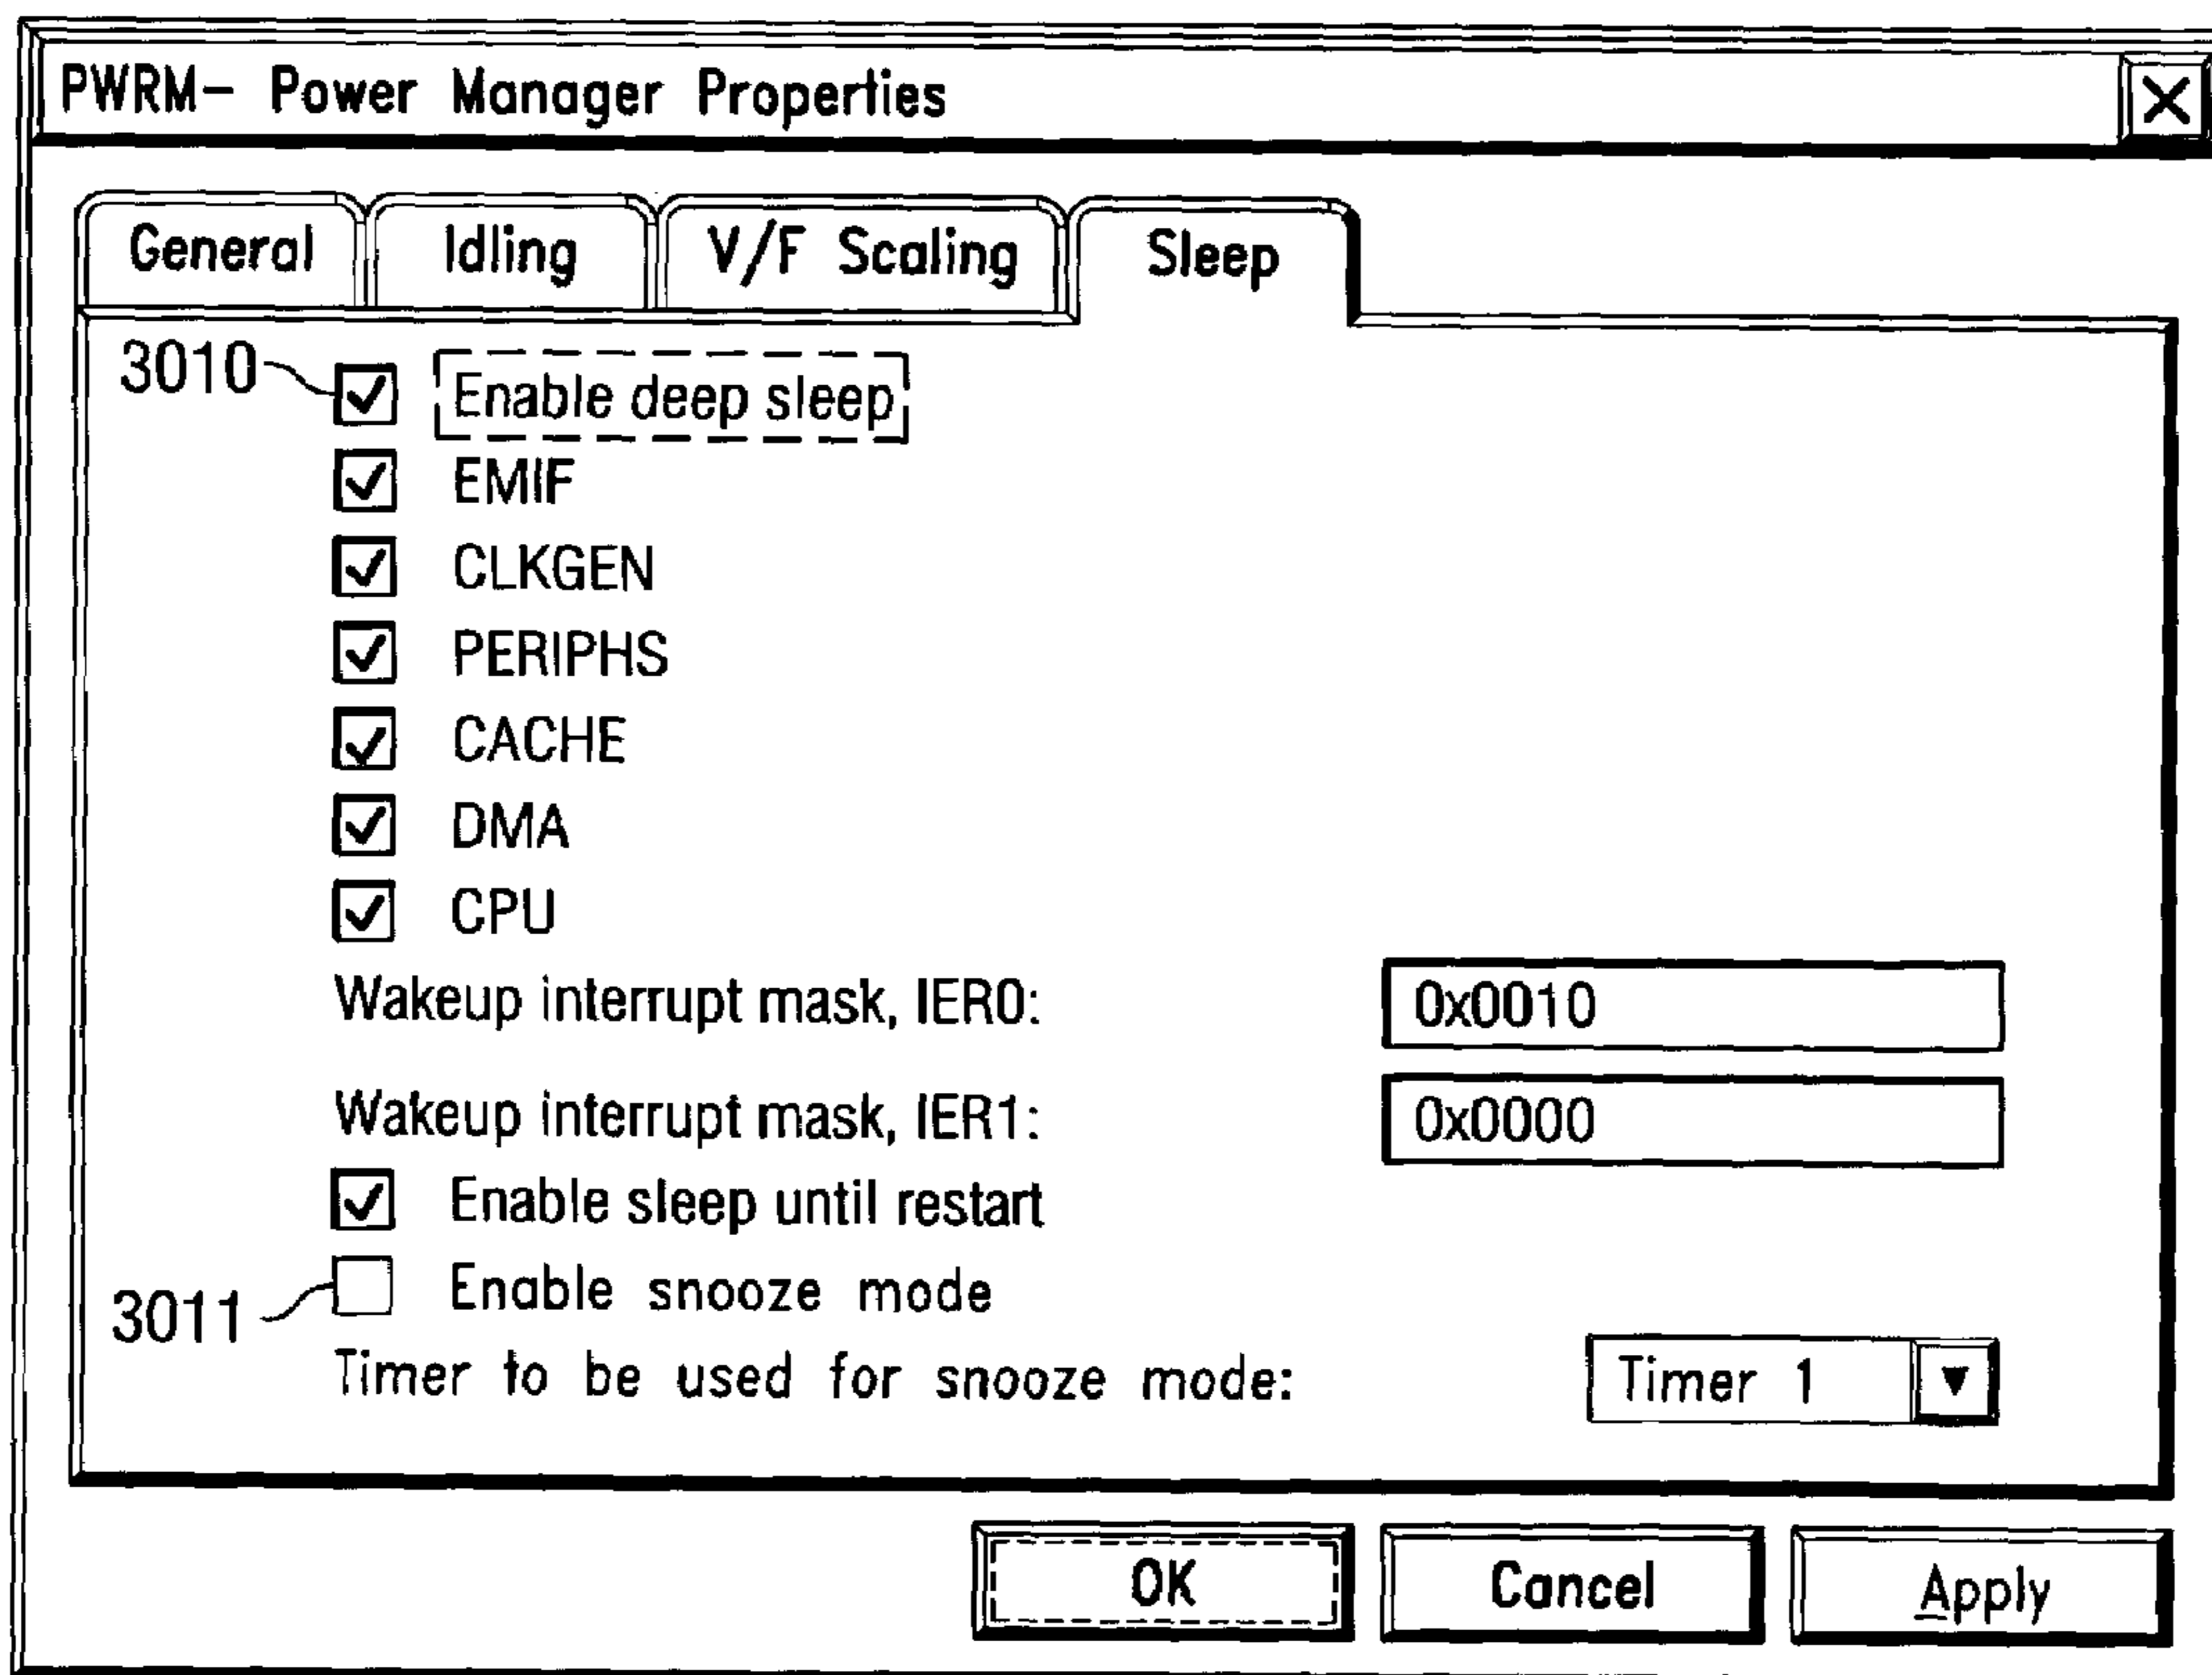 PWRM- Power Manager Properties
General Idling V/F Scaling Sleep
3010 Enable deep sleep
EMIF
CLKGEN
PERIPHS
CACHE
DMA
CPU
Wakeup interrupt mask, IER0: 0x0010
Wakeup interrupt mask, IER1: 0x0000
Enable sleep until restart
3011 Enable snooze mode
Timer to be used for snooze mode: Timer 1
OK Cancel Apply